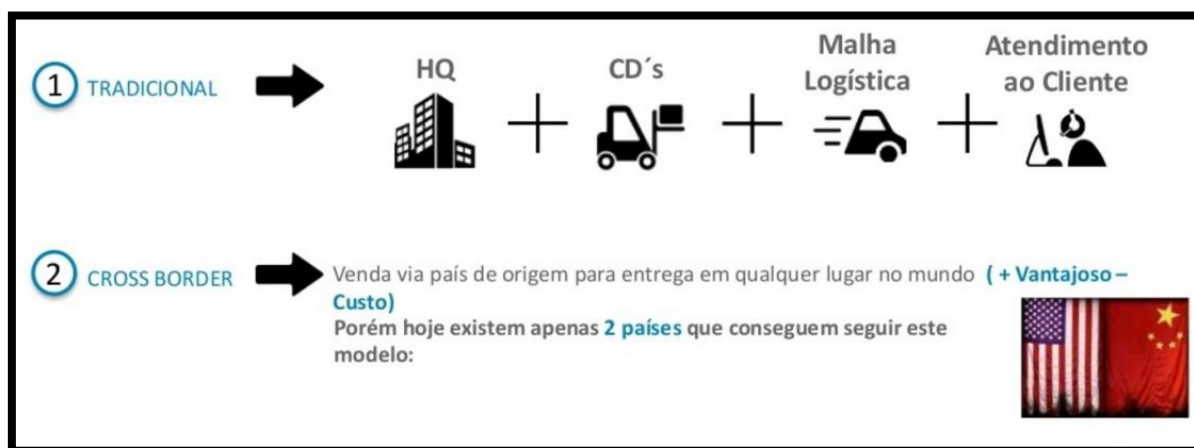 1 TRADICIONAL
HQ
CD´s
Malha
Logística
Atendimento
ao Cliente
2 CROSS BORDER
Venda via país de origem para entrega em qualquer lugar no mundo ( + Vantajoso –
Custo)
Porém hoje existem apenas 2 países que conseguem seguir este
modelo: